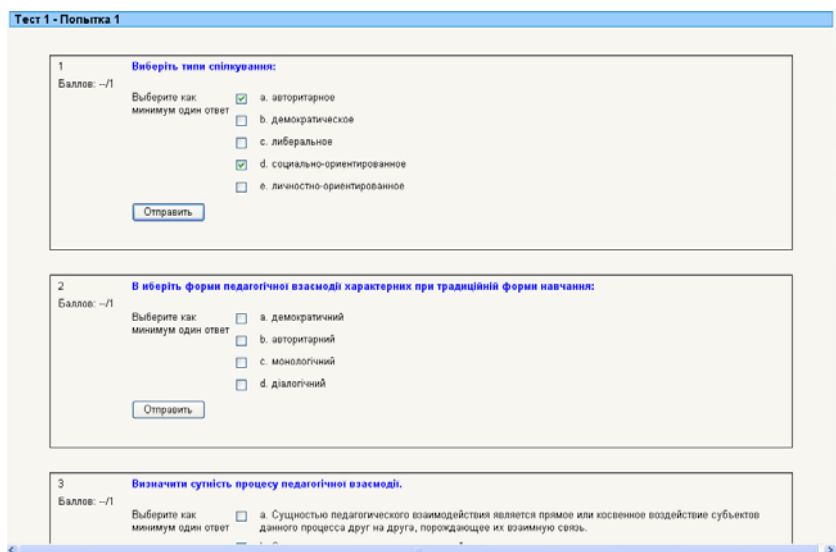 Тест 1 - Попытка 1
1
Баллов: --/1
Виберіть типи спілкування:
Выберите как
минимум один ответ
a. авторитарное
b. демократическое
c. либеральное
d. социально-ориентированное
e. личностно-ориентированное
Отправить
2
Баллов: --/1
В иберіть форми педагогічної взаємодії характерних при традиційній форми навчання:
Выберите как
минимум один ответ
a. демократичний
b. авторитарний
c. монологічний
d. діалогічний
Отправить
3
Баллов: --/1
Визначити сутність процесу педагогічної взаємодії.
Выберите как
минимум один ответ
a. Сущностью педагогического взаимодействия является прямое или косвенное воздействие субъектов
данного процесса друг на друга, порождающее их взаимную связь.